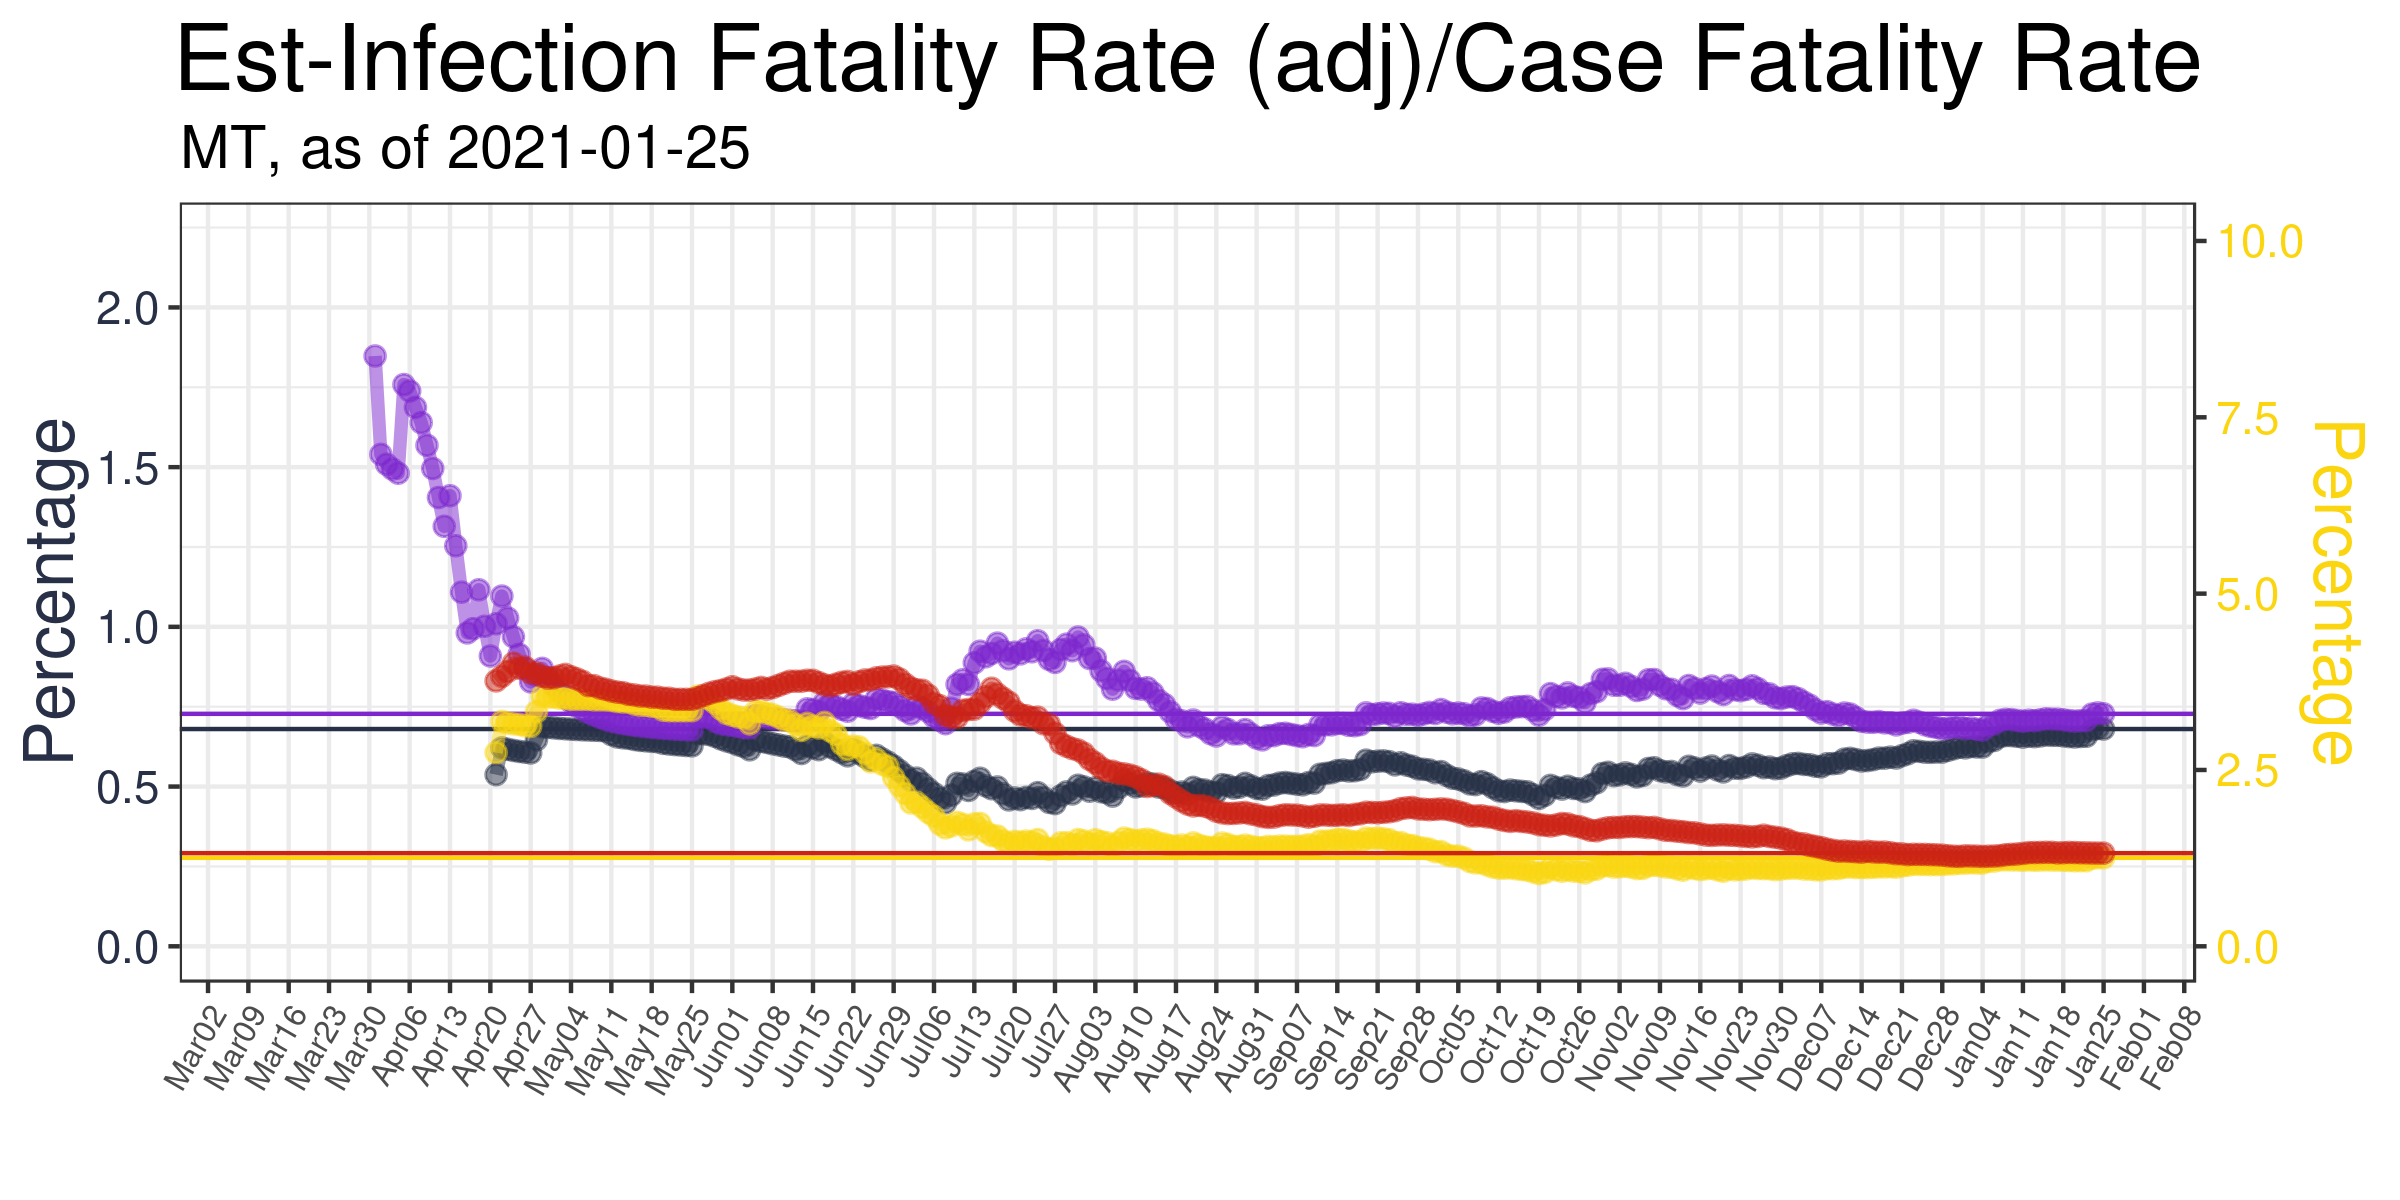 Est-Infection Fatality Rate (adj)/Case Fatality Rate
MT, as of 2021-01-25
Percentage
2.0
1.5
1.0
0.5
0.0
10.0
7.5
5.0
2.5
0.0
Percentage
Mar02
Mar09
Mar16
Mar23
Mar30
Apr06
Apr13
Apr20
Apr27
May04
May11
May18
May25
Jun01
Jun08
Jun15
Jun22
Jun29
Jul06
Jul13
Jul20
Jul27
Aug03
Aug10
Aug17
Aug24
Aug31
Sep07
Sep14
Sep21
Sep28
Oct05
Oct12
Oct19
Oct26
Nov02
Nov09
Nov16
Nov23
Nov30
Dec07
Dec14
Dec21
Dec28
Jan04
Jan11
Jan18
Jan25
Feb01
Feb08